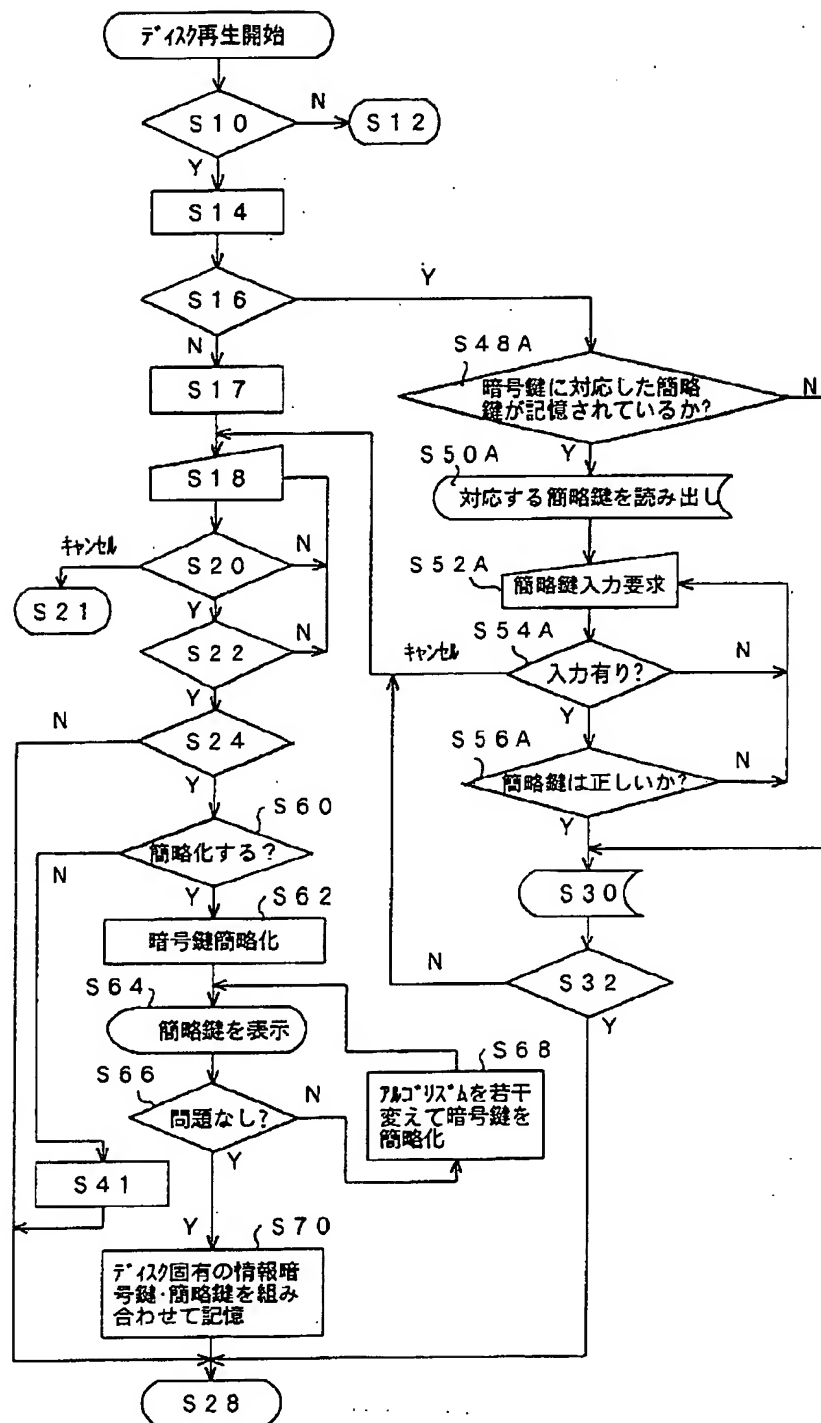 ディスク再生開始
S10
N
S12
Y
S14
S16
Y
N
S17
S18
キャンセル
S20
N
S21
Y
S22
N
Y
N
S24
Y
S60
簡略化する?
N
Y
S62
暗号鍵簡略化
S64
簡略鍵を表示
S66
問題なし?
N
Y
S68
アルゴリズムを若干
変えて暗号鍵を
簡略化
S41
Y
S70
ディスク固有の情報暗
号鍵・簡略鍵を組み
合わせて記憶
S28
S48A
暗号鍵に対応した簡略
鍵が記憶されているか?
N
Y
S50A
対応する簡略鍵を読み出し
S52A
簡略鍵入力要求
S54A
キャンセル
入力有り?
N
Y
S56A
簡略鍵は正しいか?
N
Y
S30
N
S32
Y